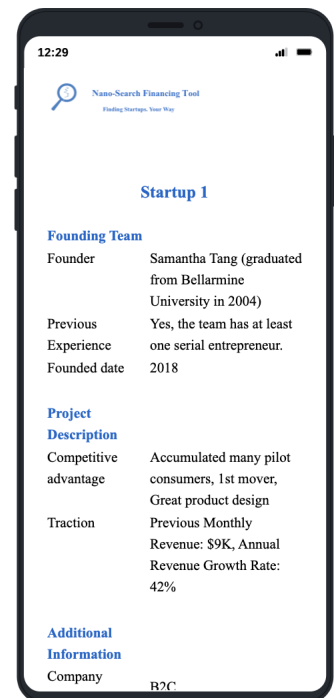 12:29
Nano-Search Financing Tool
Finding Startups, Your Way
Startup 1
Founding Team
Founder Samantha Tang (graduated
from Bellarmine
University in 2004)
Previous Yes, the team has at least
Experience one serial entrepreneur.
Founded date 2018
Project
Description
Competitive Accumulated many pilot
advantage consumers, 1st mover,
Great product design
Traction Previous Monthly
Revenue: $9K, Annual
Revenue Growth Rate:
42%
Additional
Information
Company
B2C